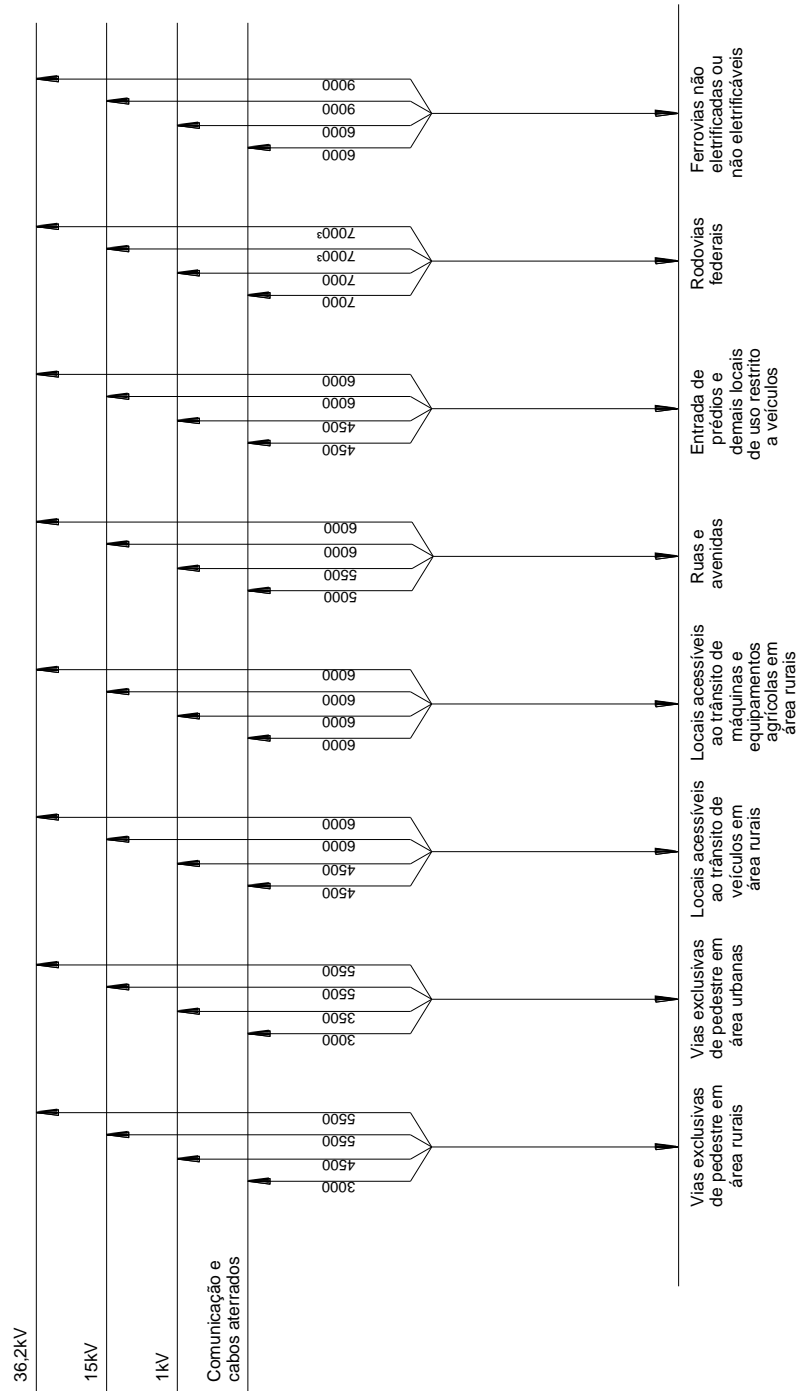 36,2kV
15kV
1kV
Comunicação e
cabos aterrados
3000
4500
5500
5500
Vias exclusivas
de pedestre em
área rurais
3000
3500
5500
5500
Vias exclusivas
de pedestre em
área urbanas
4500
4500
6000
6000
Locais acessíveis
ao trânsito de
veículos em
área rurais
6000
6000
6000
6000
Locais acessíveis
ao trânsito de
máquinas e
equipamentos
agrícolas em
área rurais
5000
5500
6000
6000
Ruas e
avenidas
4500
4500
6000
6000
Entrada de
prédios e
demais locais
de uso restrito
a veículos
7000
7000
7000³
7000³
Rodovias
federais
6000
6000
9000
9000
Ferrovias não
eletrificadas ou
não eletrificáveis